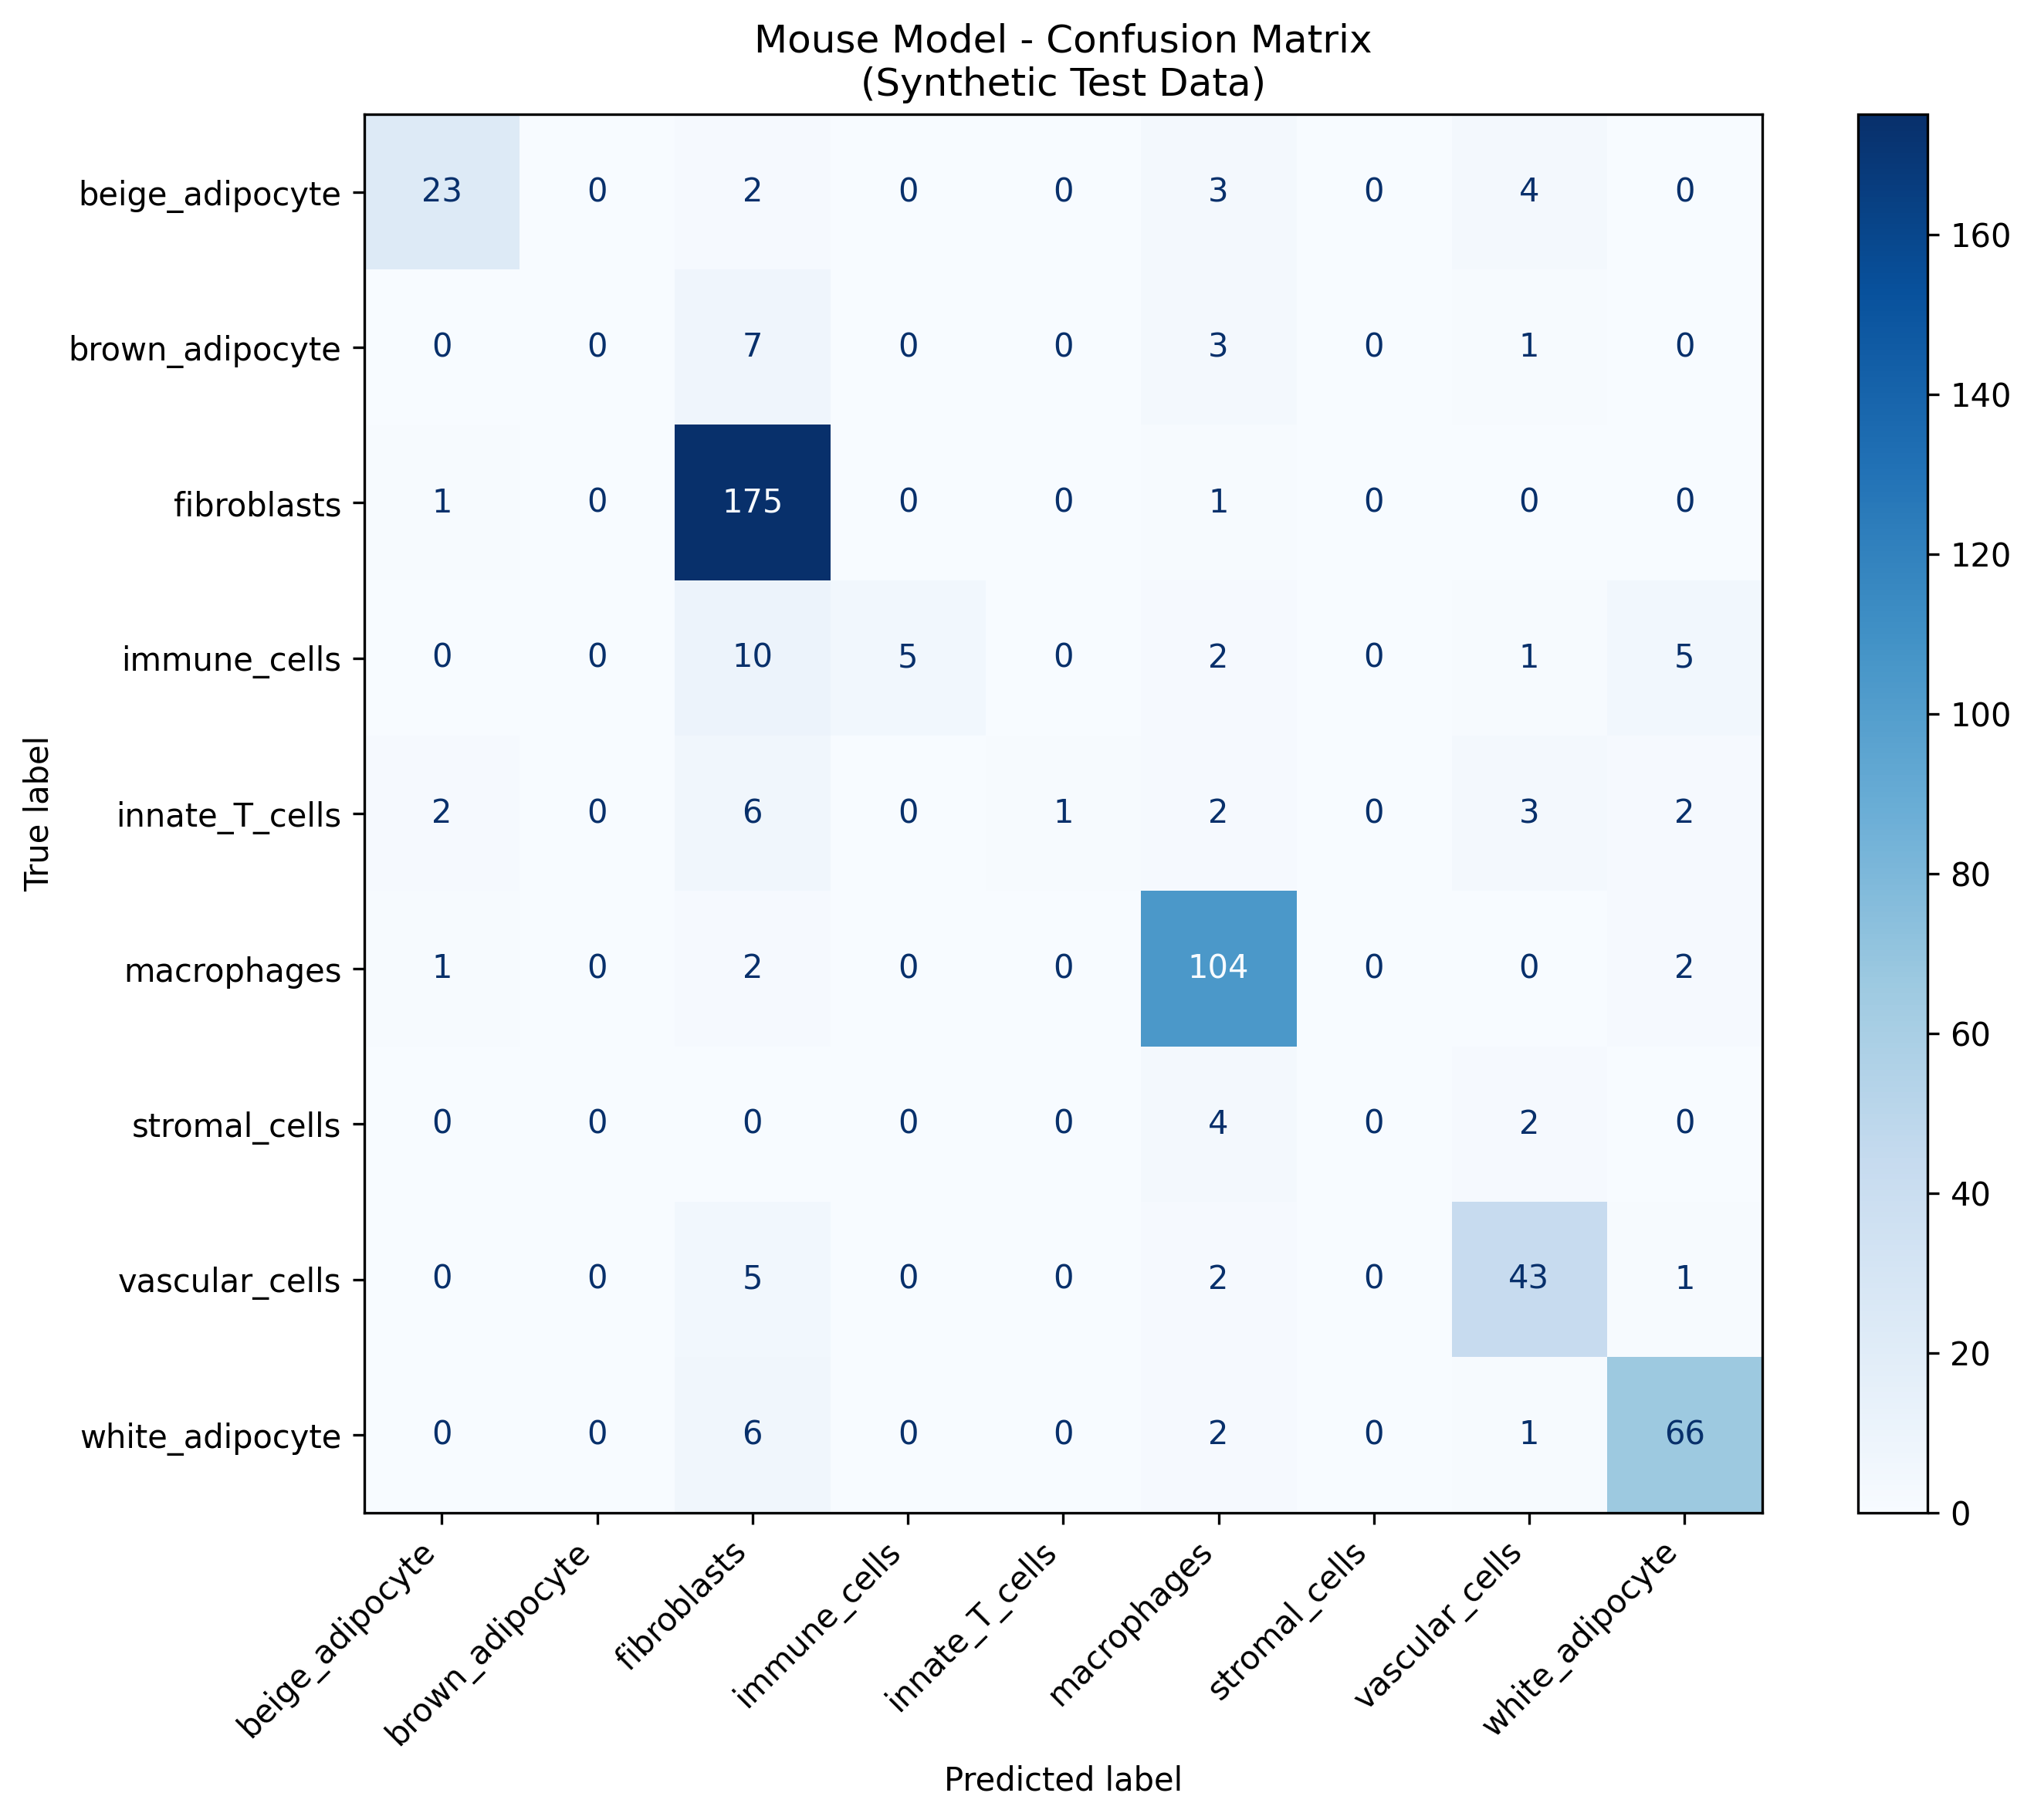 Mouse Model - Confusion Matrix
(Synthetic Test Data)
True label
beige_adipocyte 23 0 2 0 0 3 0 4 0
brown_adipocyte 0 0 7 0 0 3 0 1 0
fibroblasts 1 0 175 0 0 1 0 0 0
immune_cells 0 0 10 5 0 2 0 1 5
innate_T_cells 2 0 6 0 1 2 0 3 2
macrophages 1 0 2 0 0 104 0 0 2
stromal_cells 0 0 0 0 0 4 0 2 0
vascular_cells 0 0 5 0 0 2 0 43 1
white_adipocyte 0 0 6 0 0 2 0 1 66
beige_adipocyte
brown_adipocyte
fibroblasts
immune_cells
innate_T_cells
macrophages
stromal_cells
vascular_cells
white_adipocyte
Predicted label
160
140
120
100
80
60
40
20
0